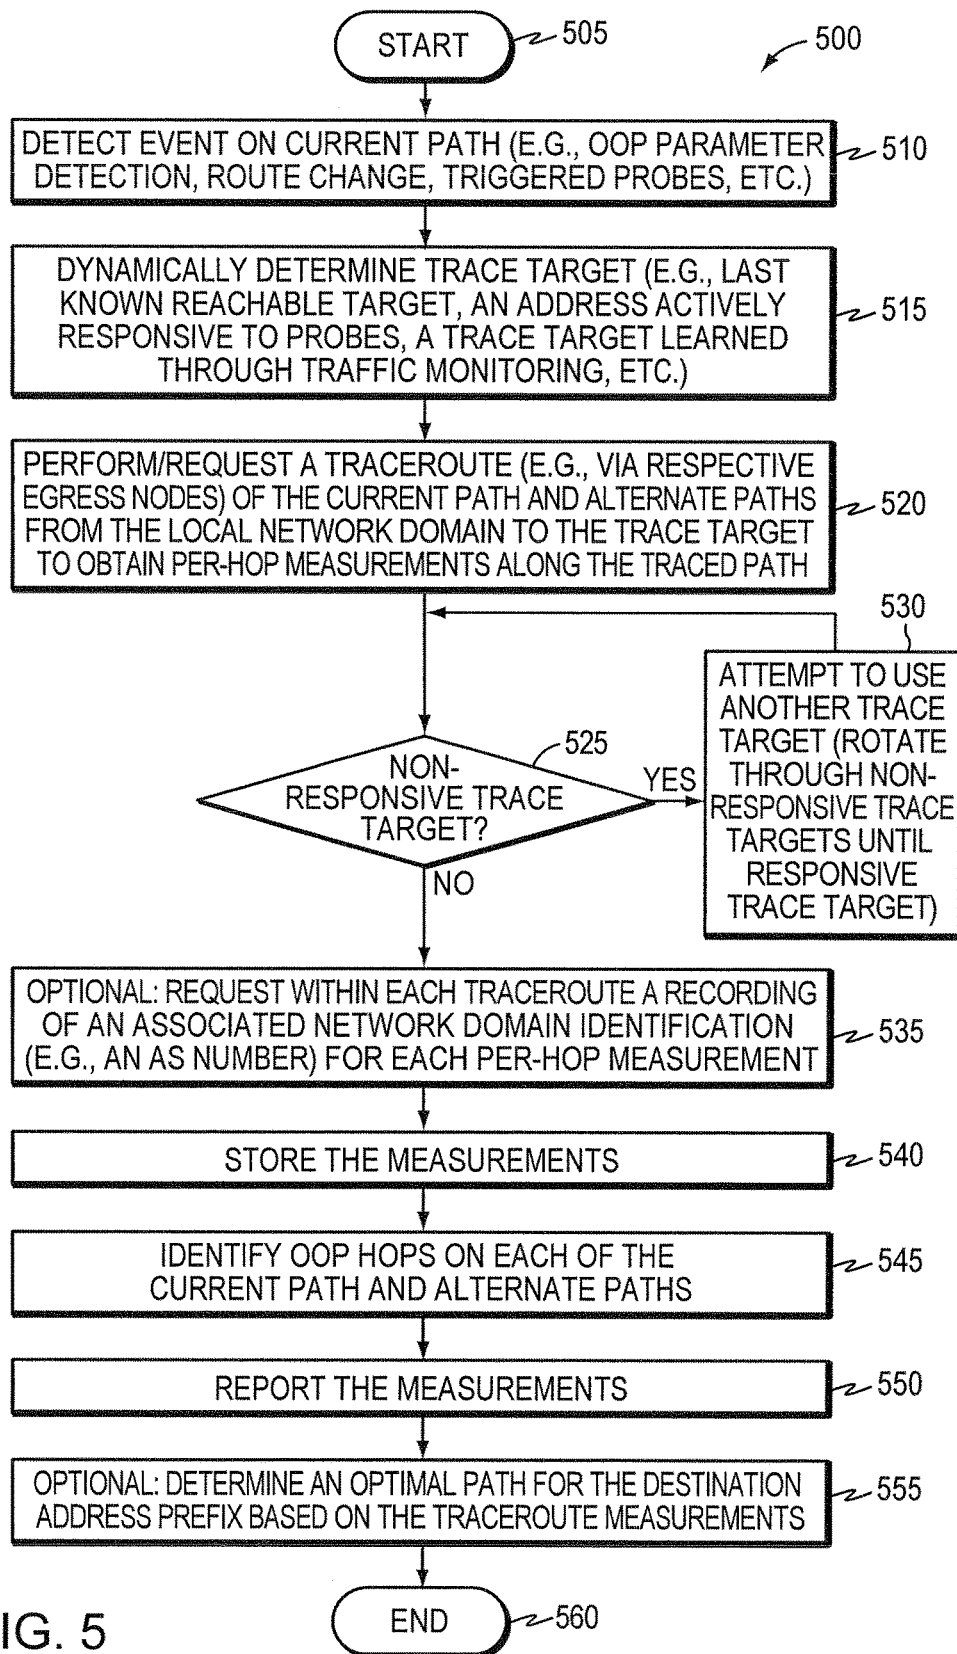 START
505
500
DETECT EVENT ON CURRENT PATH (E.G., OOP PARAMETER
DETECTION, ROUTE CHANGE, TRIGGERED PROBES, ETC.)
510
DYNAMICALLY DETERMINE TRACE TARGET (E.G., LAST
KNOWN REACHABLE TARGET, AN ADDRESS ACTIVELY
RESPONSIVE TO PROBES, A TRACE TARGET LEARNED
THROUGH TRAFFIC MONITORING, ETC.)
515
PERFORM/REQUEST A TRACEROUTE (E.G., VIA RESPECTIVE
EGRESS NODES) OF THE CURRENT PATH AND ALTERNATE PATHS
FROM THE LOCAL NETWORK DOMAIN TO THE TRACE TARGET
TO OBTAIN PER-HOP MEASUREMENTS ALONG THE TRACED PATH
520
530
ATTEMPT TO USE
ANOTHER TRACE
TARGET (ROTATE
THROUGH NON-
RESPONSIVE TRACE
TARGETS UNTIL
RESPONSIVE
TRACE TARGET)
525
NON-
RESPONSIVE TRACE
TARGET?
YES
NO
OPTIONAL: REQUEST WITHIN EACH TRACEROUTE A RECORDING
OF AN ASSOCIATED NETWORK DOMAIN IDENTIFICATION
(E.G., AN AS NUMBER) FOR EACH PER-HOP MEASUREMENT
535
STORE THE MEASUREMENTS
540
IDENTIFY OOP HOPS ON EACH OF THE
CURRENT PATH AND ALTERNATE PATHS
545
REPORT THE MEASUREMENTS
550
OPTIONAL: DETERMINE AN OPTIMAL PATH FOR THE DESTINATION
ADDRESS PREFIX BASED ON THE TRACEROUTE MEASUREMENTS
555
END
560
IG. 5